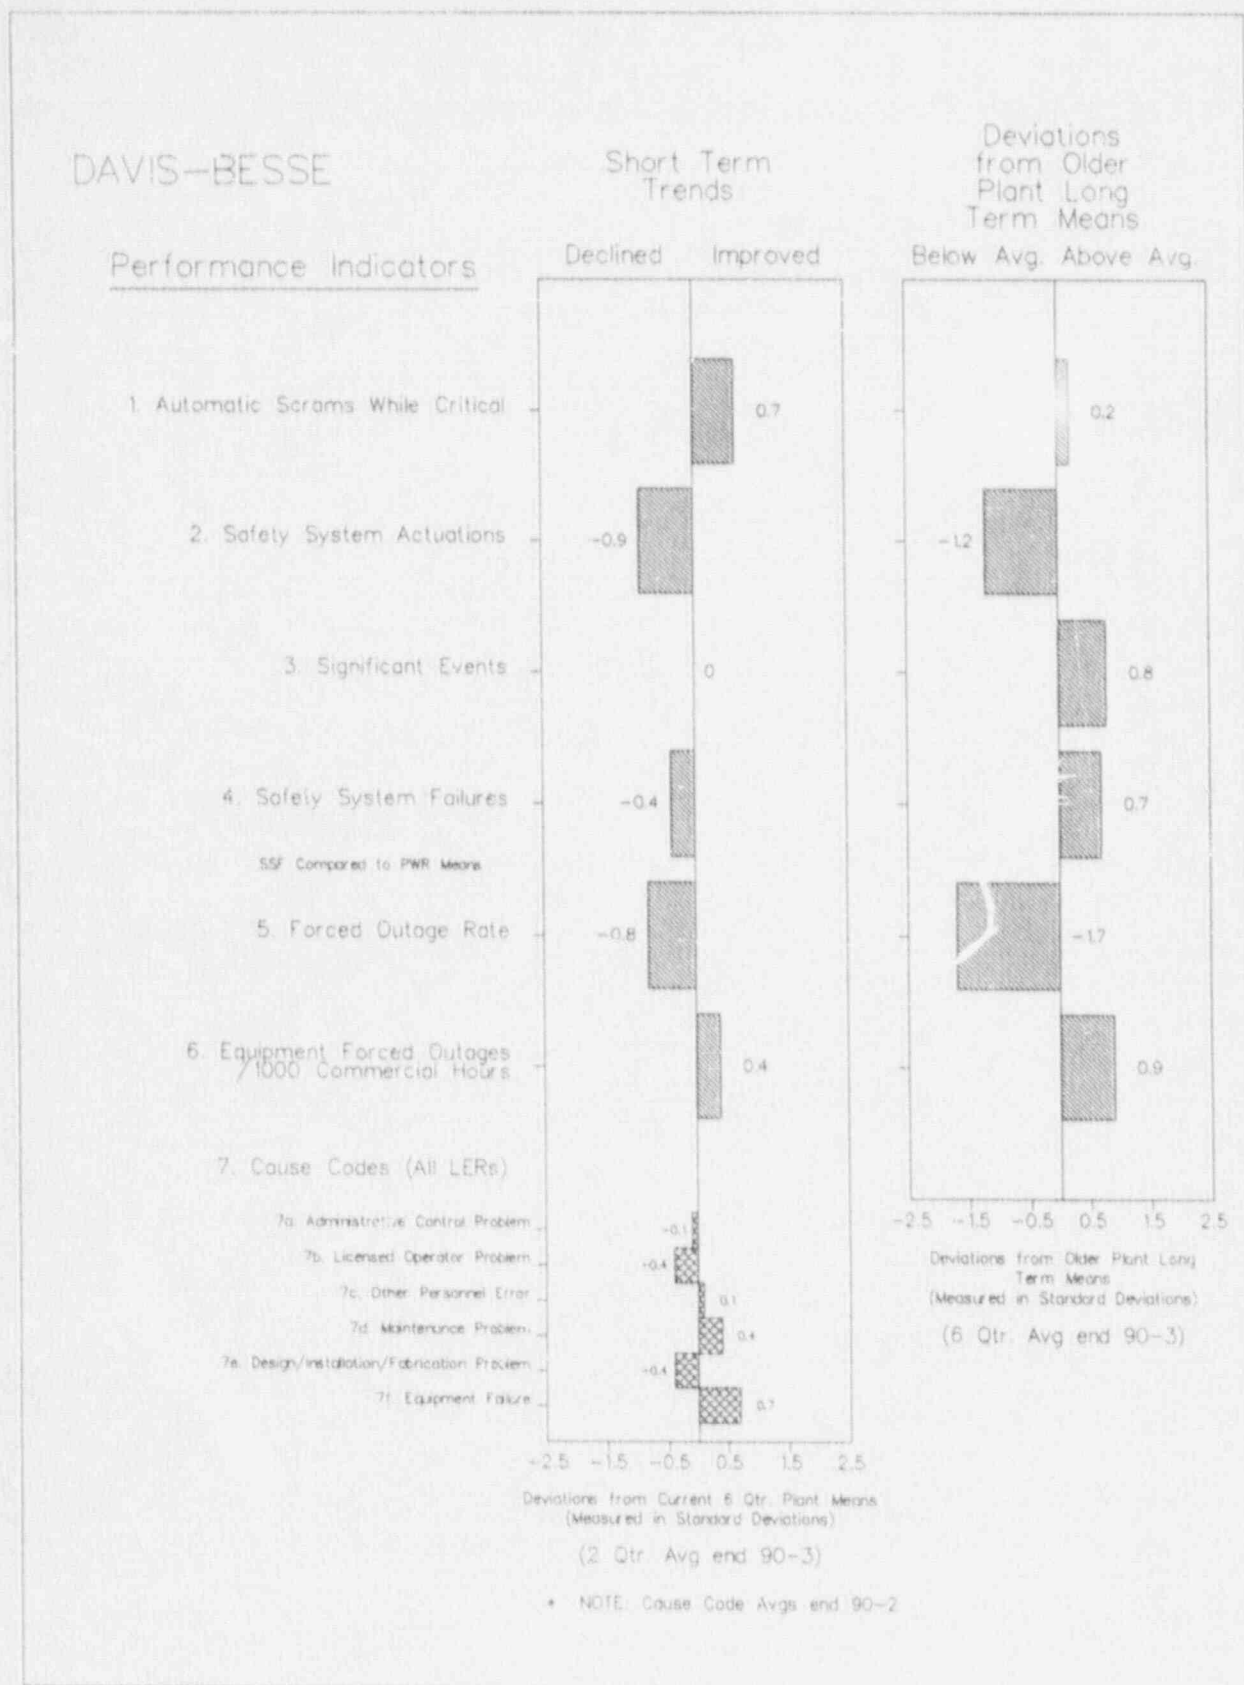 DAVIS-BESSE
Performance Indicators
Short Term
Trends
Declined Improved
Deviations
from Older
Plant Long
Term Means
Below Avg. Above Avg.
1. Automatic Scrams While Critical
0.7
0.2
2. Safety System Actuations
-0.9
-1.2
3. Significant Events
0
0.8
4. Safety System Failures
-0.4
0.7
SSF Compared to PWR Means
5. Forced Outage Rate
-0.8
-1.7
6. Equipment Forced Outages
/1000 Commercial Hours
0.4
0.9
7. Cause Codes (All LERs)
7a. Administrative Control Problem
-0.1
7b. Licensed Operator Problem
-0.4
7c. Other Personnel Error
0.1
7d. Maintenance Problem
0.4
7e. Design/Installation/Fabrication Problem
-0.4
7f. Equipment Failure
0.7
-2.5 -1.5 -0.5 0.5 1.5 2.5
Deviations from Current 6 Qtr. Plant Means
(Measured in Standard Deviations)
(2 Qtr. Avg end 90-3)
* NOTE: Cause Code Avgs end 90-2
-2.5 -1.5 -0.5 0.5 1.5 2.5
Deviations from Older Plant Long
Term Means
(Measured in Standard Deviations)
(6 Qtr. Avg end 90-3)